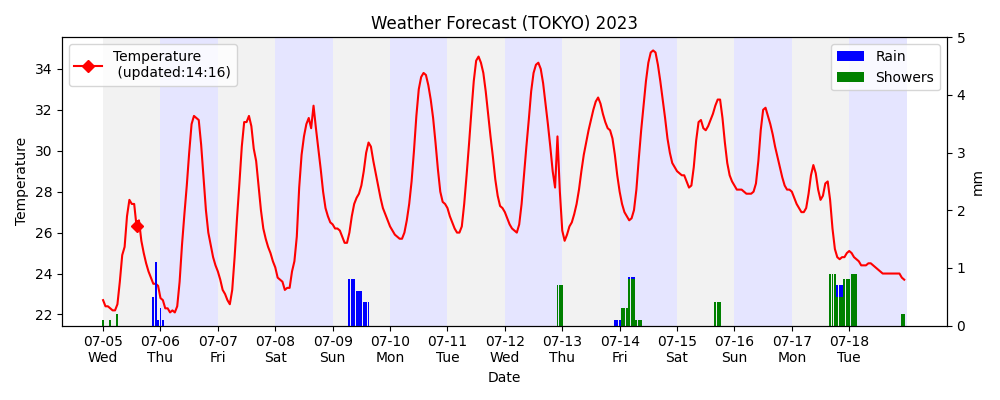 Weather Forecast (TOKYO) 2023
Temperature
(updated:14:16)
Rain
Showers
Temperature
34
32
30
28
26
24
22
5
4
3
2
1
0
mm
07-05 07-06 07-07 07-08 07-09 07-10 07-11 07-12 07-13 07-14 07-15 07-16 07-17 07-18
Wed Thu Fri Sat Sun Mon Tue Wed Thu Fri Sat Sun Mon Tue
Date